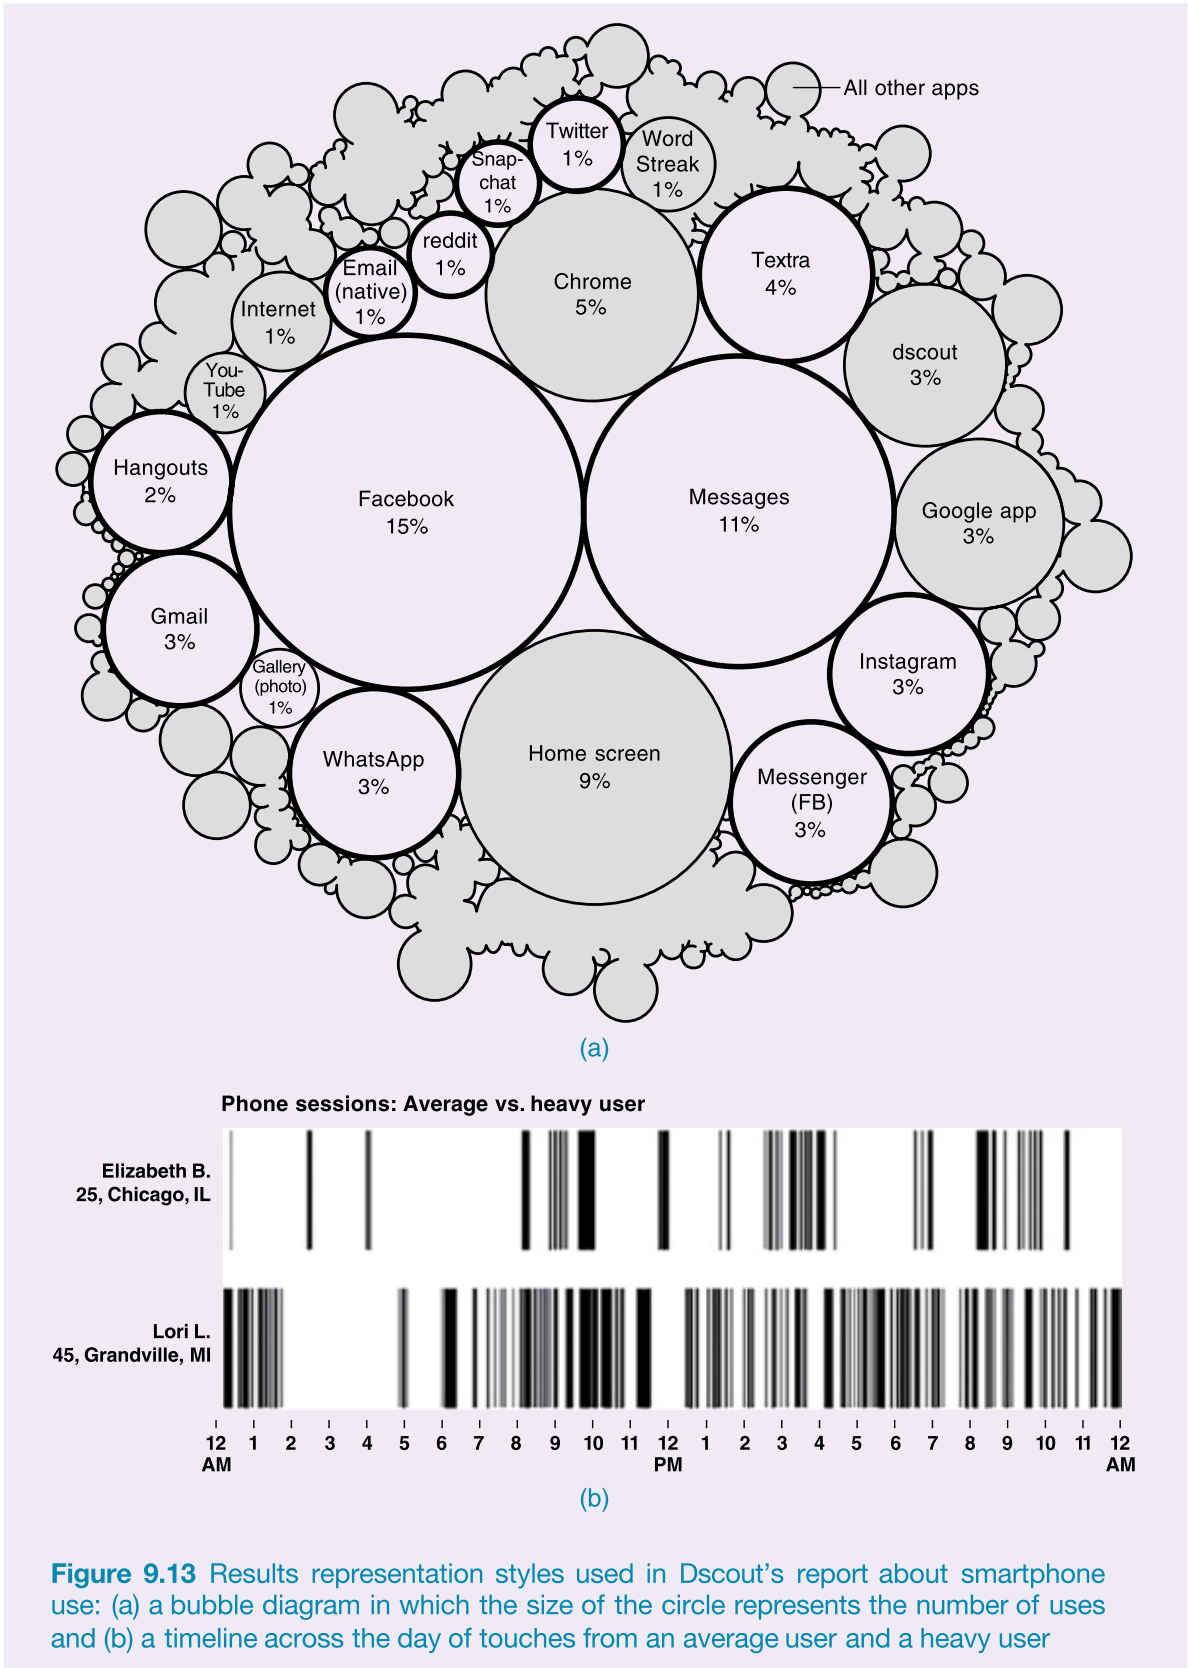 All other apps
Twitter
1%
Word
Streak
1%
Snap-
chat
1%
reddit
1%
Email
(native)
1%
Internet
1%
You-
Tube
1%
Chrome
5%
Textra
4%
dscout
3%
Hangouts
2%
Facebook
15%
Messages
11%
Google app
3%
Gmail
3%
Gallery
(photo)
1%
WhatsApp
3%
Home screen
9%
Instagram
3%
Messenger
(FB)
3%
(a)
Phone sessions: Average vs. heavy user
Elizabeth B.
25, Chicago, IL
Lori L.
45, Grandville, MI
12 1 2 3 4 5 6 7 8 9 10 11 12 1 2 3 4 5 6 7 8 9 10 11 12
AM PM AM
(b)
Figure 9.13 Results representation styles used in Dscout's report about smartphone
use: (a) a bubble diagram in which the size of the circle represents the number of uses
and (b) a timeline across the day of touches from an average user and a heavy user